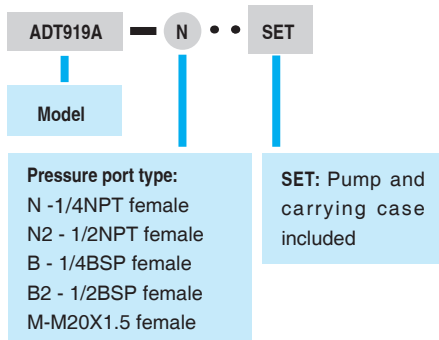 ADT919A — N • • SET
Model
Pressure port type:
N -1/4NPT female
N2 - 1/2NPT female
B - 1/4BSP female
B2 - 1/2BSP female
M-M20X1.5 female
SET: Pump and
carrying case
included